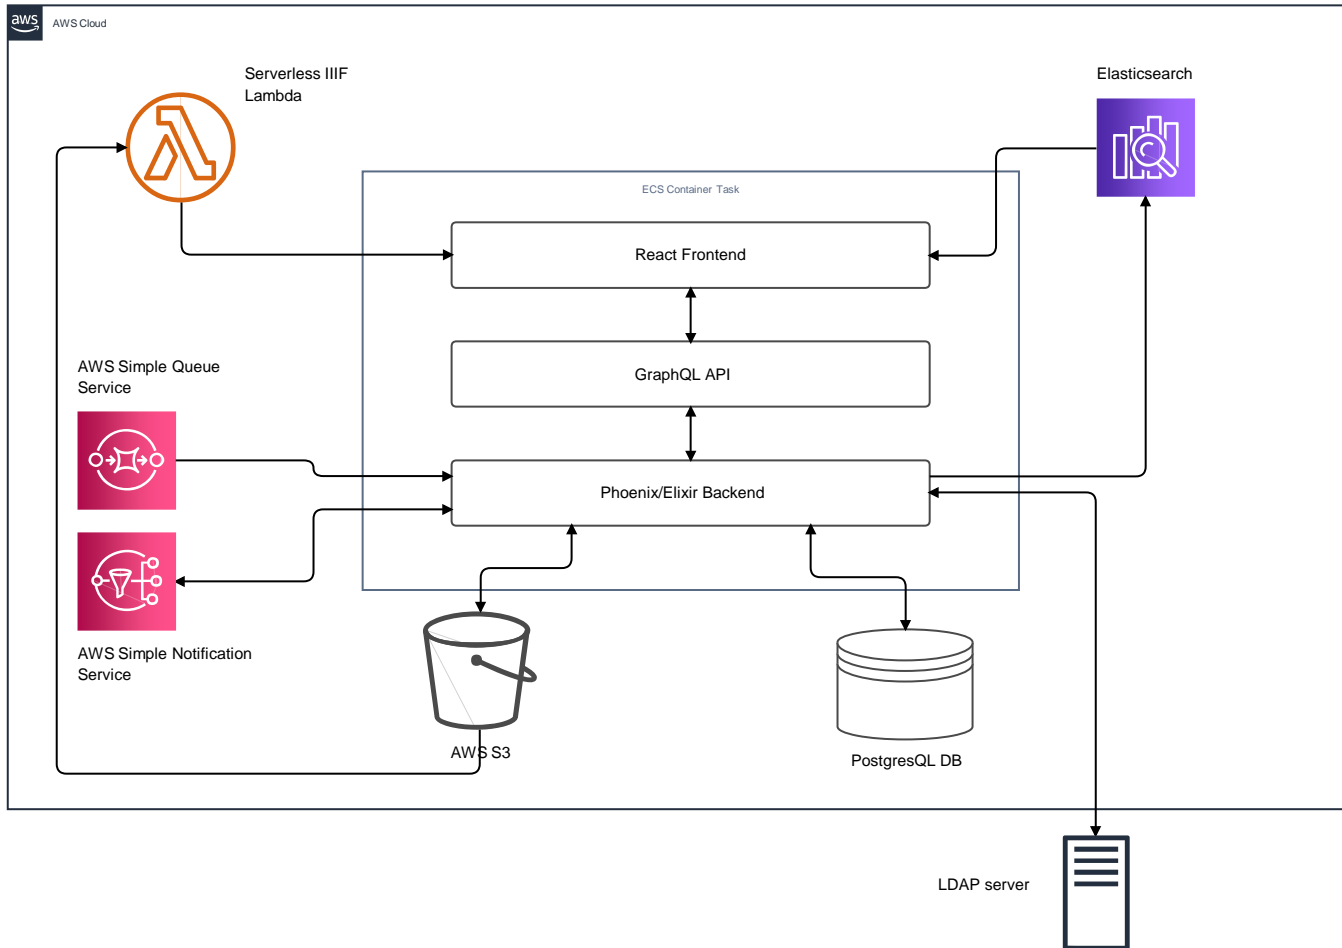 aws
AWS Cloud
Serverless IIIF
Lambda
Elasticsearch
ECS Container Task
React Frontend
GraphQL API
AWS Simple Queue
Service
Phoenix/Elixir Backend
AWS Simple Notification
Service
AWS S3
PostgresQL DB
LDAP server